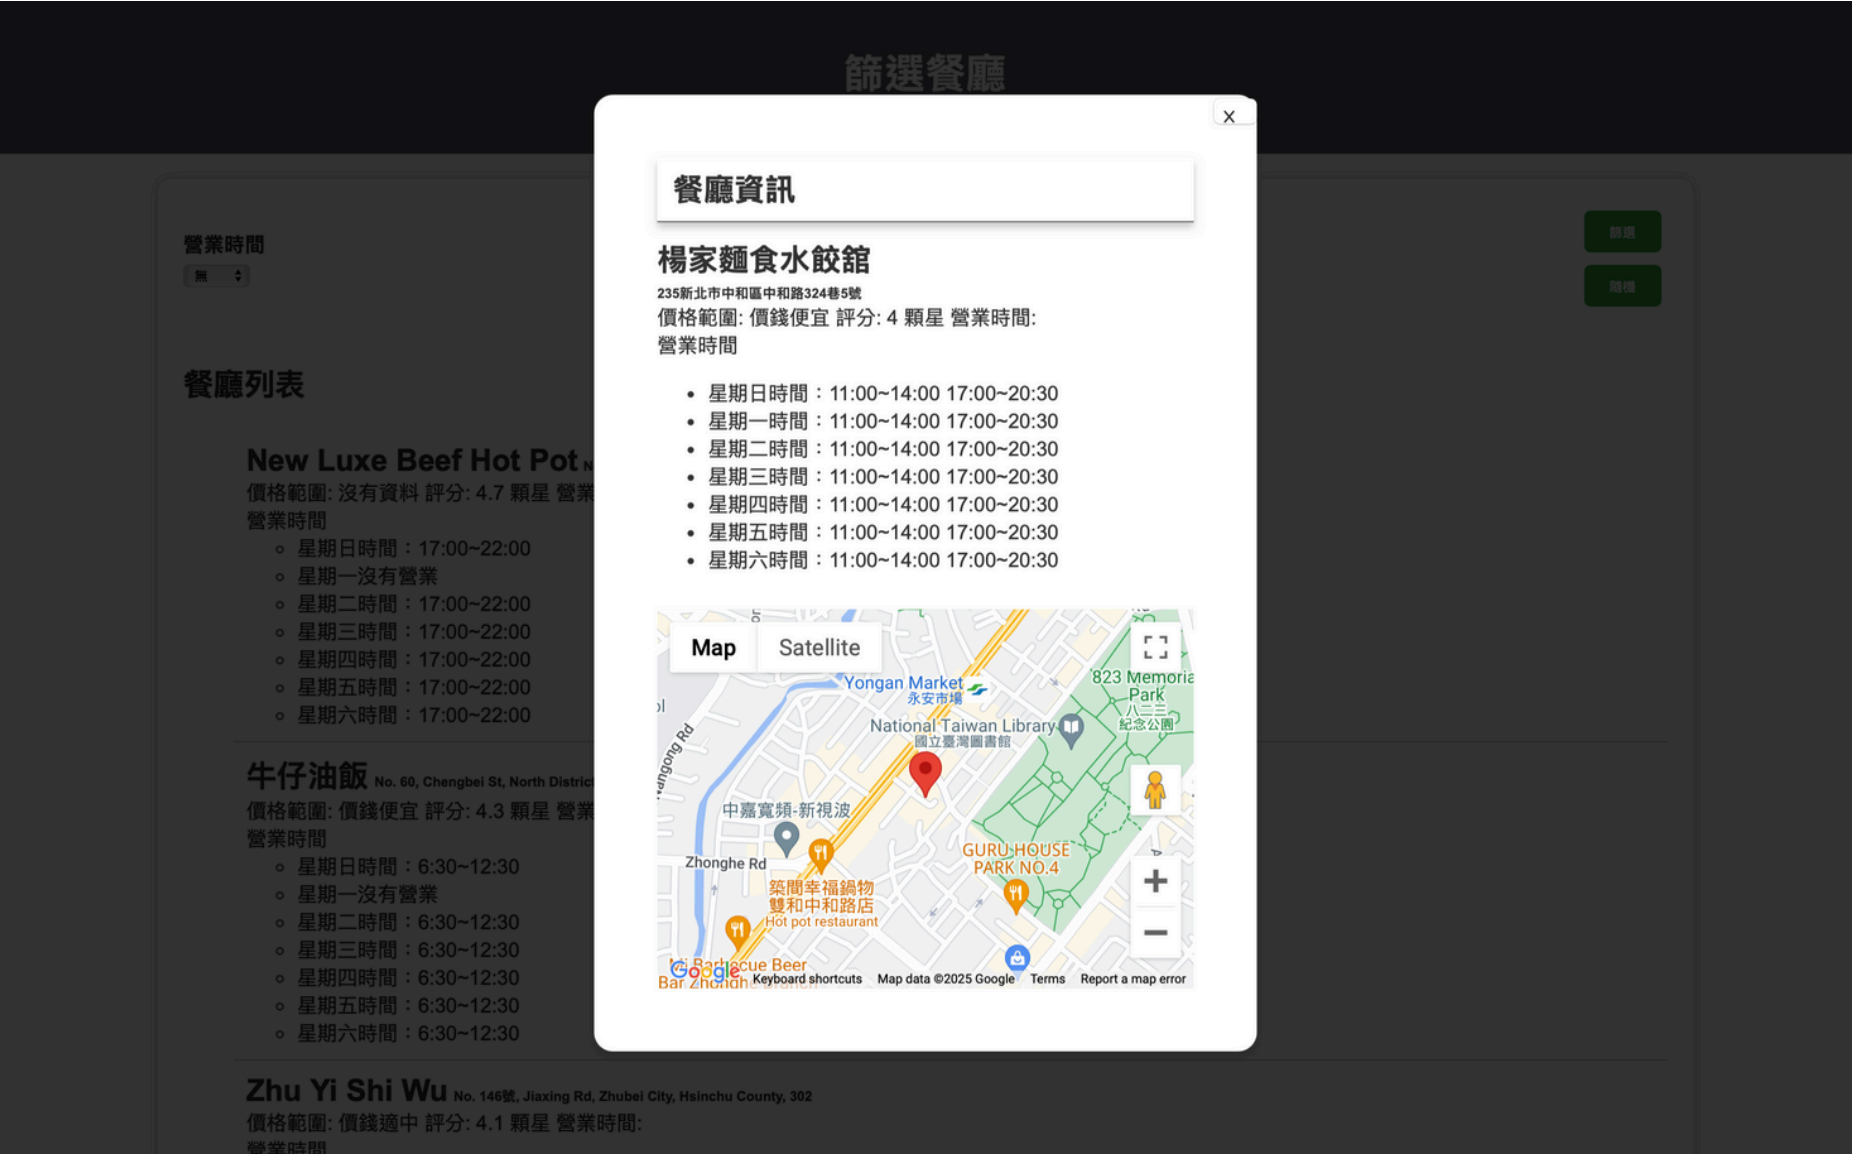 篩選餐廳
x
餐廳資訊
楊家麵食水餃舘
235新北市中和區中和路324巷5號
價格範圍: 價錢便宜 評分: 4 顆星 營業時間:
營業時間
星期日時間：11:00~14:00 17:00~20:30
星期一時間：11:00~14:00 17:00~20:30
星期二時間：11:00~14:00 17:00~20:30
星期三時間：11:00~14:00 17:00~20:30
星期四時間：11:00~14:00 17:00~20:30
星期五時間：11:00~14:00 17:00~20:30
星期六時間：11:00~14:00 17:00~20:30
Map
Satellite
Yongan Market
永安市場
'823 Memoria
Park
八二三
紀念公園
National Taiwan Library
國立臺灣圖書館
中嘉寬頻-新視波
Zhonghe Rd
築間幸福鍋物
雙和中和路店
Hot pot restaurant
GURU HOUSE
PARK NO.4
Bar Zhongh
Google
Keyboard shortcuts
Map data ©2025 Google
Terms
Report a map error
營業時間
無
篩選
隨機
餐廳列表
New Luxe Beef Hot Pot N
價格範圍: 沒有資料 評分: 4.7 顆星 營業
營業時間
星期日時間：17:00~22:00
星期一沒有營業
星期二時間：17:00~22:00
星期三時間：17:00~22:00
星期四時間：17:00~22:00
星期五時間：17:00~22:00
星期六時間：17:00~22:00
牛仔油飯 No. 60, Chengbei St, North District
價格範圍: 價錢便宜 評分: 4.3 顆星 營業
營業時間
星期日時間：6:30~12:30
星期一沒有營業
星期二時間：6:30~12:30
星期三時間：6:30~12:30
星期四時間：6:30~12:30
星期五時間：6:30~12:30
星期六時間：6:30~12:30
Zhu Yi Shi Wu No. 146號, Jiaxing Rd, Zhubei City, Hsinchu County, 302
價格範圍: 價錢適中 評分: 4.1 顆星 營業時間:
營業時間